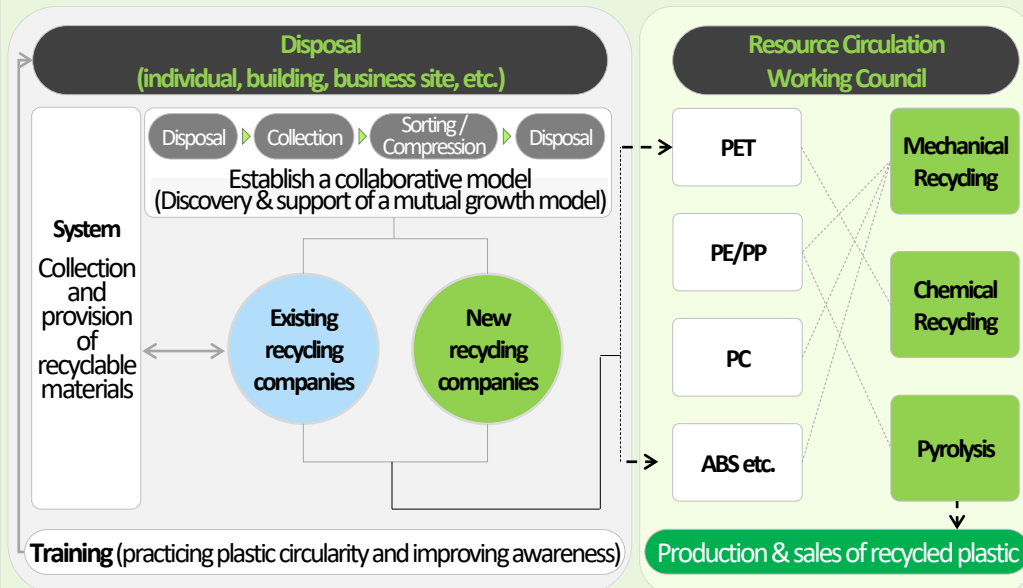 Disposal
(individual, building, business site, etc.)
Disposal
Collection
Sorting /
Compression
Disposal
Establish a collaborative model
(Discovery & support of a mutual growth model)
System
Collection
and
provision
of
recyclable
materials
Existing
recycling
companies
New
recycling
companies
Training (practicing plastic circularity and improving awareness)
Resource Circulation
Working Council
PET
PE/PP
PC
ABS etc.
Mechanical
Recycling
Chemical
Recycling
Pyrolysis
Production & sales of recycled plastic